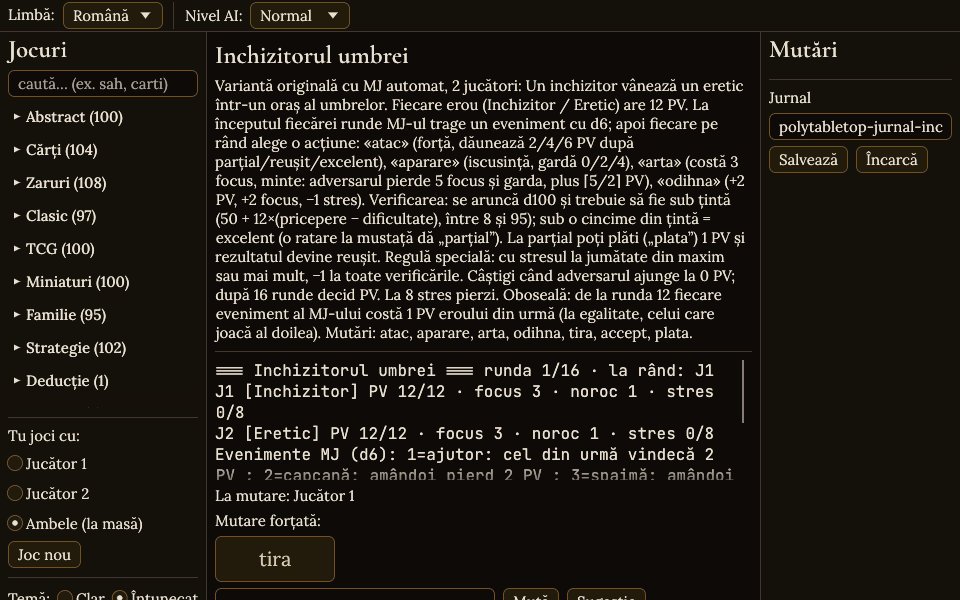 Limbă: Română ▼ Nivel AI: Normal ▼
Jocuri
caută... (ex. sah, carti)
▸ Abstract (100)
▸ Cărți (104)
▸ Zaruri (108)
▸ Clasic (97)
▸ TCG (100)
▸ Miniaturi (100)
▸ Familie (95)
▸ Strategie (102)
▸ Deducție (1)
Tu joci cu:
Jucător 1
Jucător 2
Ambele (la masă)
Joc nou
Temă: Clar Întunecat
Inchizitorul umbrei
Variantă originală cu MJ automat, 2 jucători: Un inchizitor vânează un eretic
într-un oraș al umbrelor. Fiecare erou (Inchizitor / Eretic) are 12 PV. La
începutul fiecărei runde MJ-ul trage un eveniment cu d6; apoi fiecare pe
rând alege o acțiune: «atac» (forță, dăunează 2/4/6 PV după
parțial/reușit/excelent), «aparare» (iscusință, gardă 0/2/4), «arta» (costă 3
focus, minte: adversarul pierde 5 focus și garda, plus ⌈5/2⌉ PV), «odihna» (+2
PV, +2 focus, −1 stres). Verificarea: se aruncă d100 și trebuie să fie sub țintă
(50 + 12×(pricepere − dificultate), între 8 și 95); sub o cincime din țintă =
excelent (o ratare la mustață dă „parțial”). La parțial poți plăti („plata”) 1 PV și
rezultatul devine reușit. Regulă specială: cu stresul la jumătate din maxim
sau mai mult, −1 la toate verificările. Câștigi când adversarul ajunge la 0 PV;
după 16 runde decid PV. La 8 stres pierzi. Oboseală: de la runda 12 fiecare
eveniment al MJ-ului costă 1 PV eroului din urmă (la egalitate, celui care
joacă al doilea). Mutări: atac, aparare, arta, odihna, tira, accept, plata.
═══ Inchizitorul umbrei ═══ runda 1/16 · la rând: J1
J1 [Inchizitor] PV 12/12 · focus 3 · noroc 1 · stres
0/8
J2 [Eretic] PV 12/12 · focus 3 · noroc 1 · stres 0/8
Evenimente MJ (d6): 1=ajutor: cel din urmă vindecă 2
PV ; 2=capcană: amândoi pierd 2 PV ; 3=spaimă: amândoi
La mutare: Jucător 1
Mutare forțată:
tira
Mută Sugestie
Mutări
Jurnal
polytabletop-jurnal-inc
Salvează Încarcă